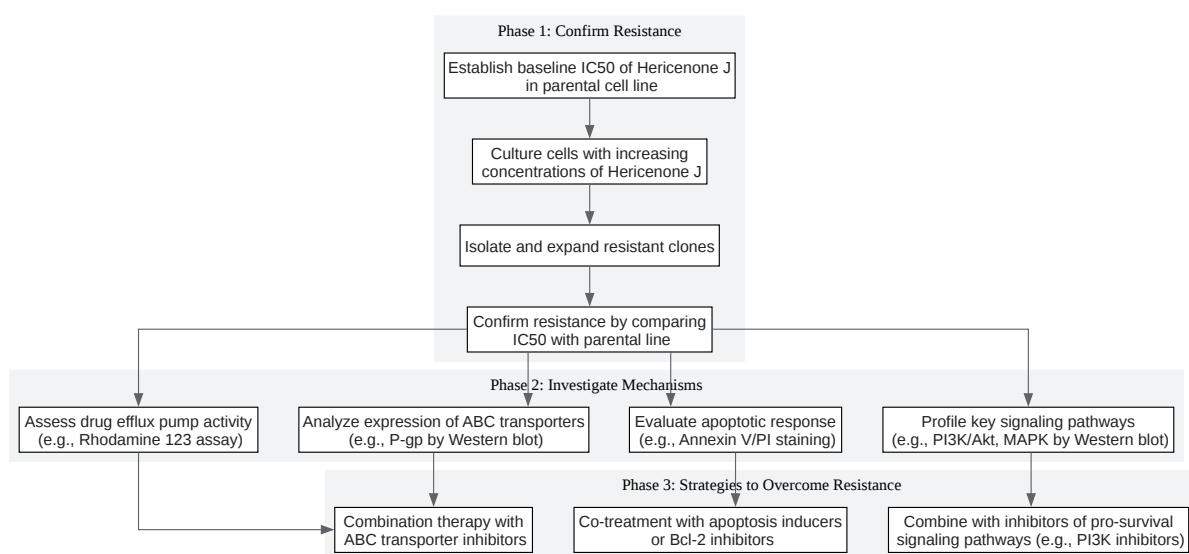 Phase 1: Confirm Resistance
Establish baseline IC50 of Hericenone J
in parental cell line
Culture cells with increasing
concentrations of Hericenone J
Isolate and expand resistant clones
Confirm resistance by comparing
IC50 with parental line
Phase 2: Investigate Mechanisms
Assess drug efflux pump activity
(e.g., Rhodamine 123 assay)
Analyze expression of ABC transporters
(e.g., P-gp by Western blot)
Evaluate apoptotic response
(e.g., Annexin V/PI staining)
Profile key signaling pathways
(e.g., PI3K/Akt, MAPK by Western blot)
Phase 3: Strategies to Overcome Resistance
Combination therapy with
ABC transporter inhibitors
Co-treatment with apoptosis inducers
or Bcl-2 inhibitors
Combine with inhibitors of pro-survival
signaling pathways (e.g., PI3K inhibitors)